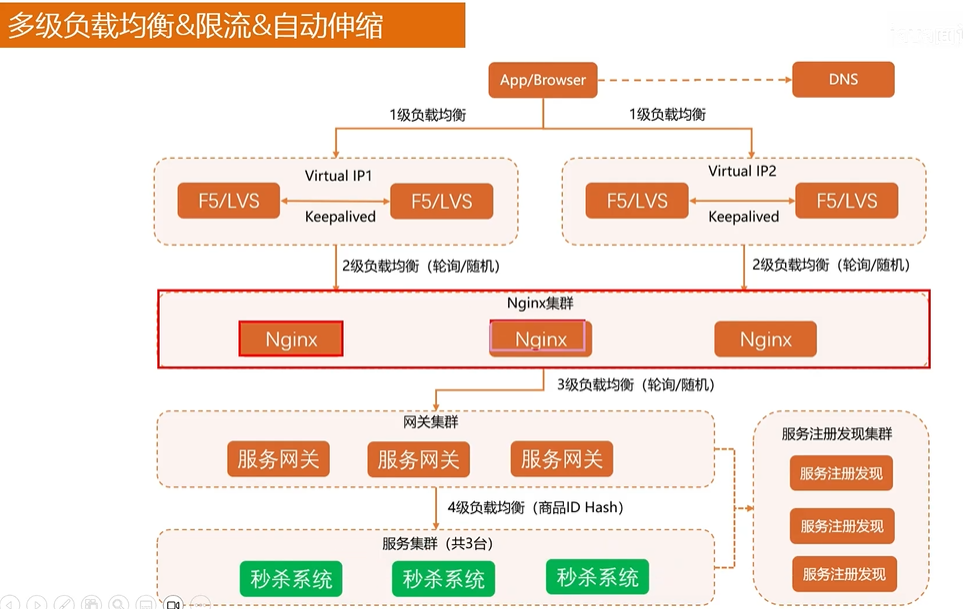 多级负载均衡&限流&自动伸缩
App/Browser
DNS
1级负载均衡
1级负载均衡
Virtual IP1
F5/LVS
F5/LVS
Keepalived
Virtual IP2
F5/LVS
F5/LVS
Keepalived
2级负载均衡（轮询/随机）
2级负载均衡（轮询/随机）
Nginx集群
Nginx
Nginx
Nginx
3级负载均衡（轮询/随机）
网关集群
服务网关
服务网关
服务网关
服务注册发现集群
服务注册发现
服务注册发现
服务注册发现
4级负载均衡（商品ID Hash）
服务集群（共3台）
秒杀系统
秒杀系统
秒杀系统